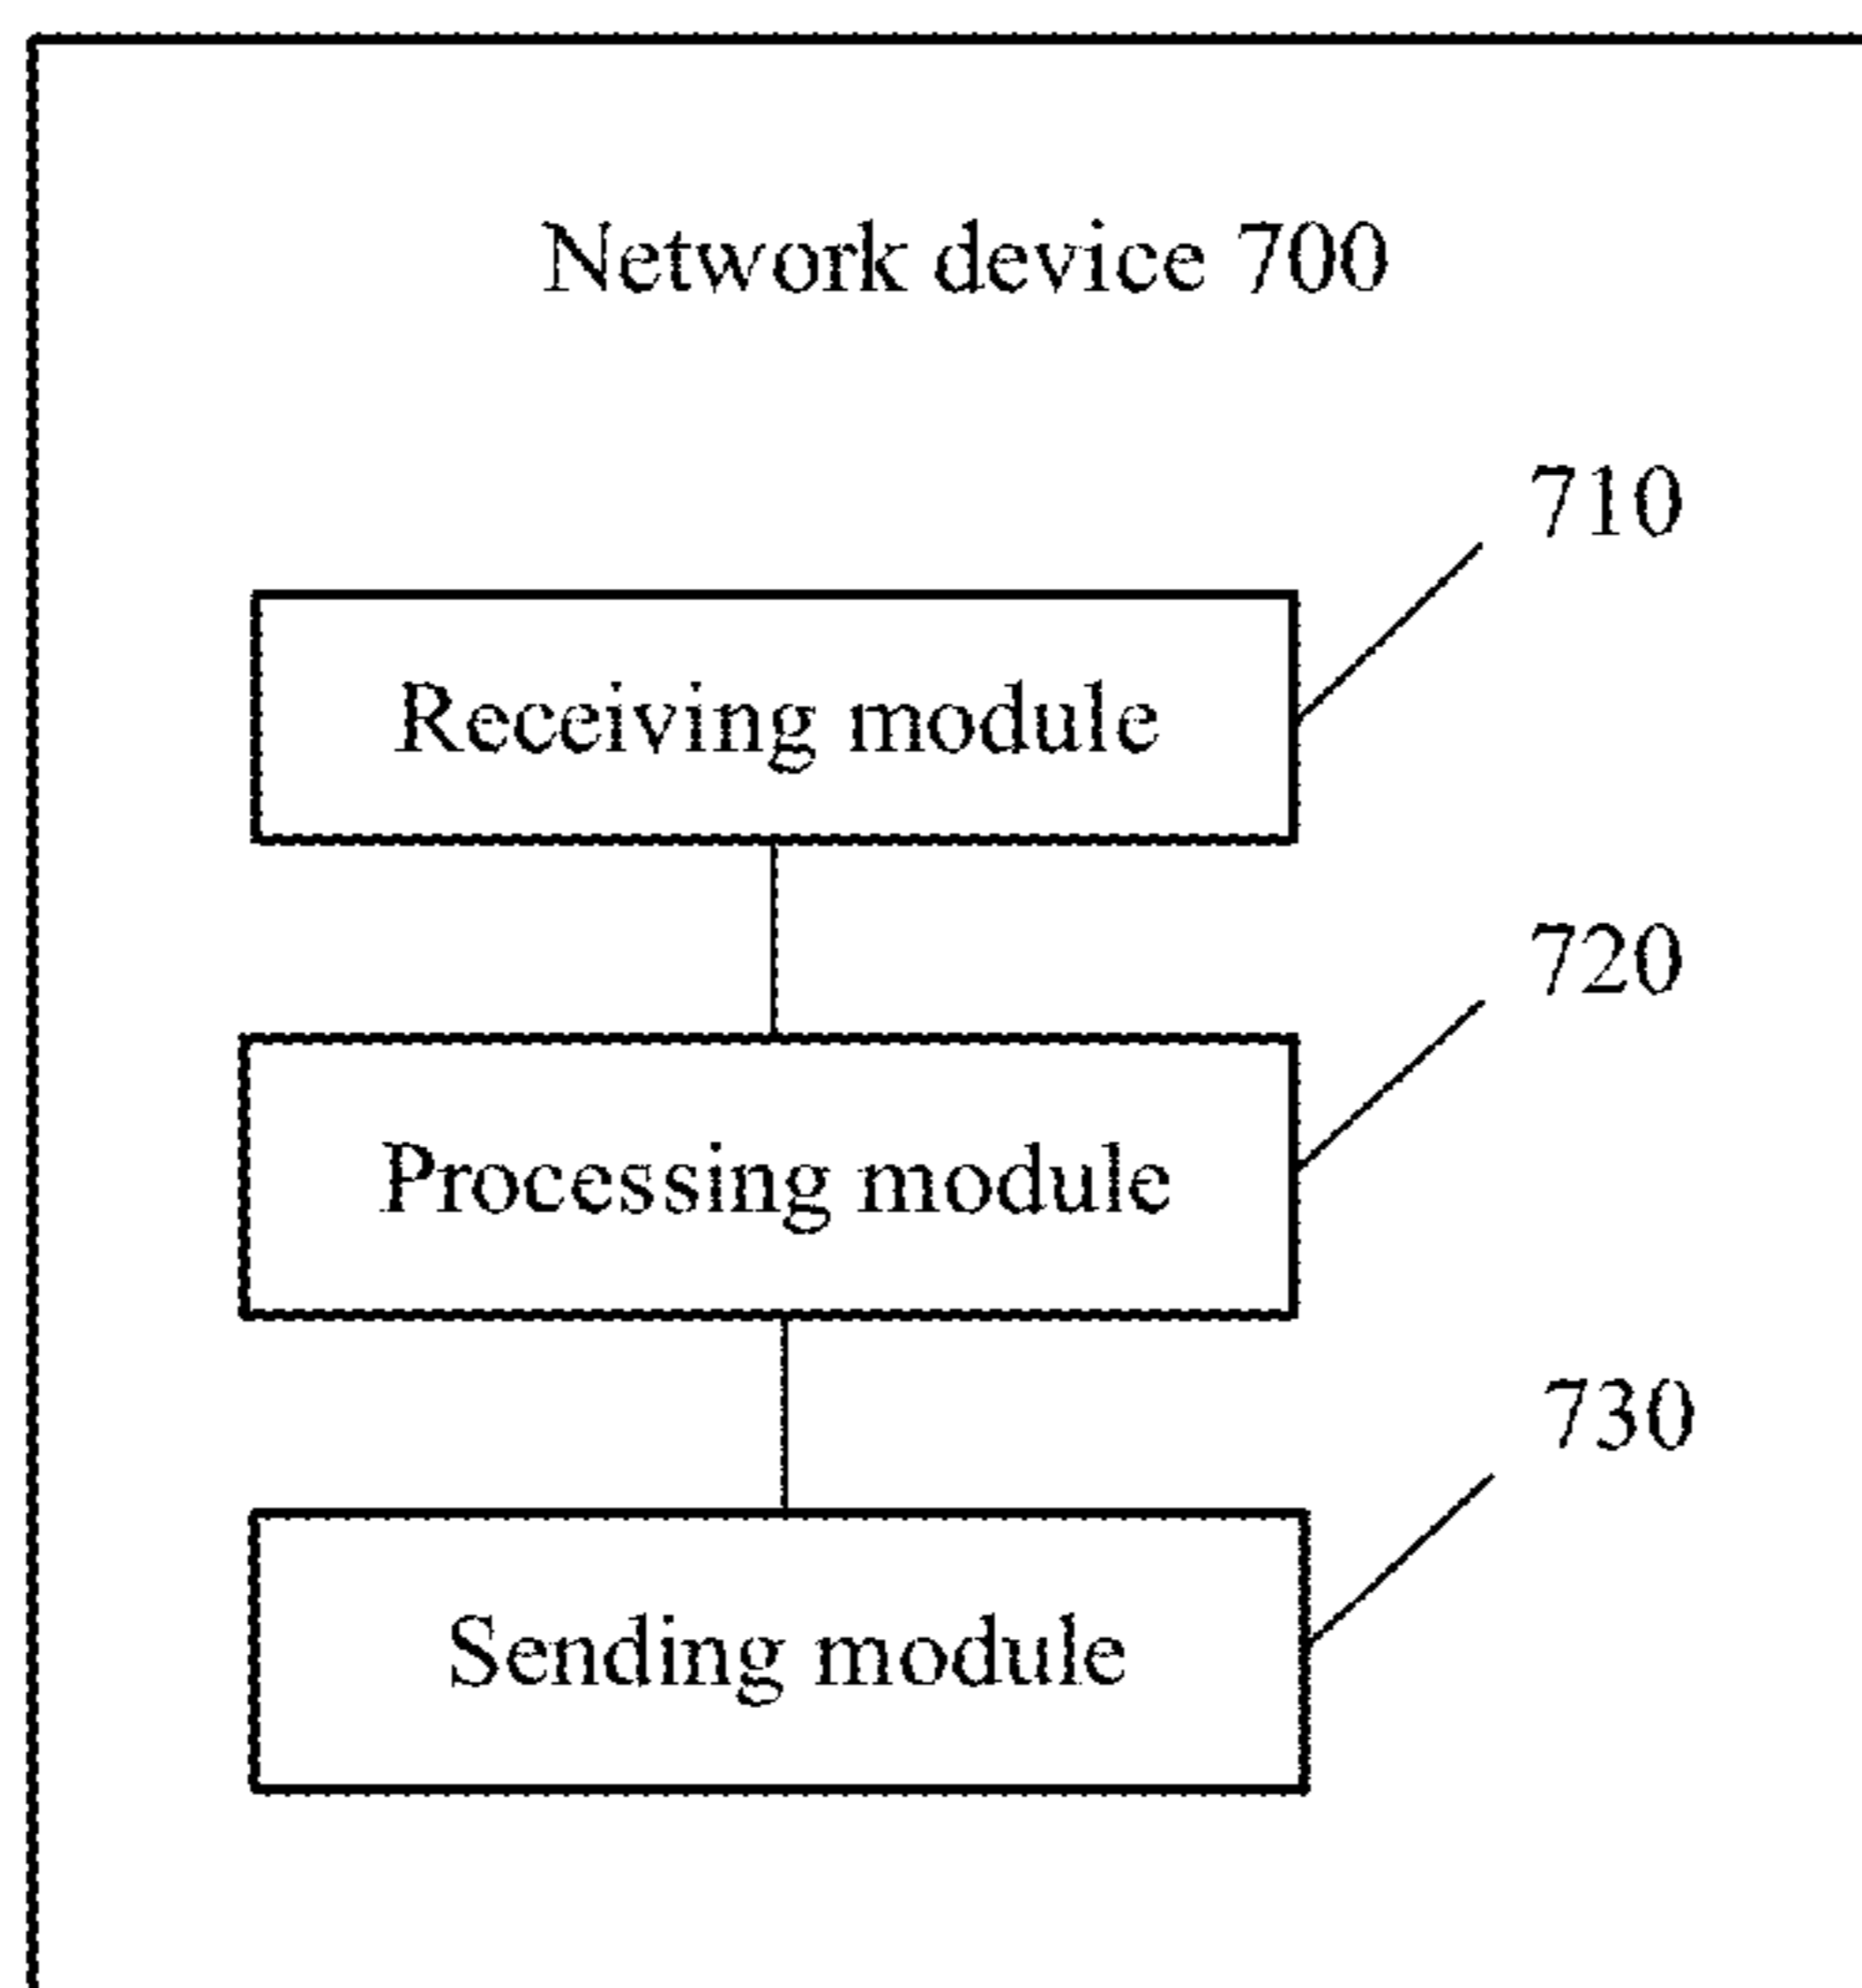 Network device 700
710
Receiving module
720
Processing module
730
Sending module